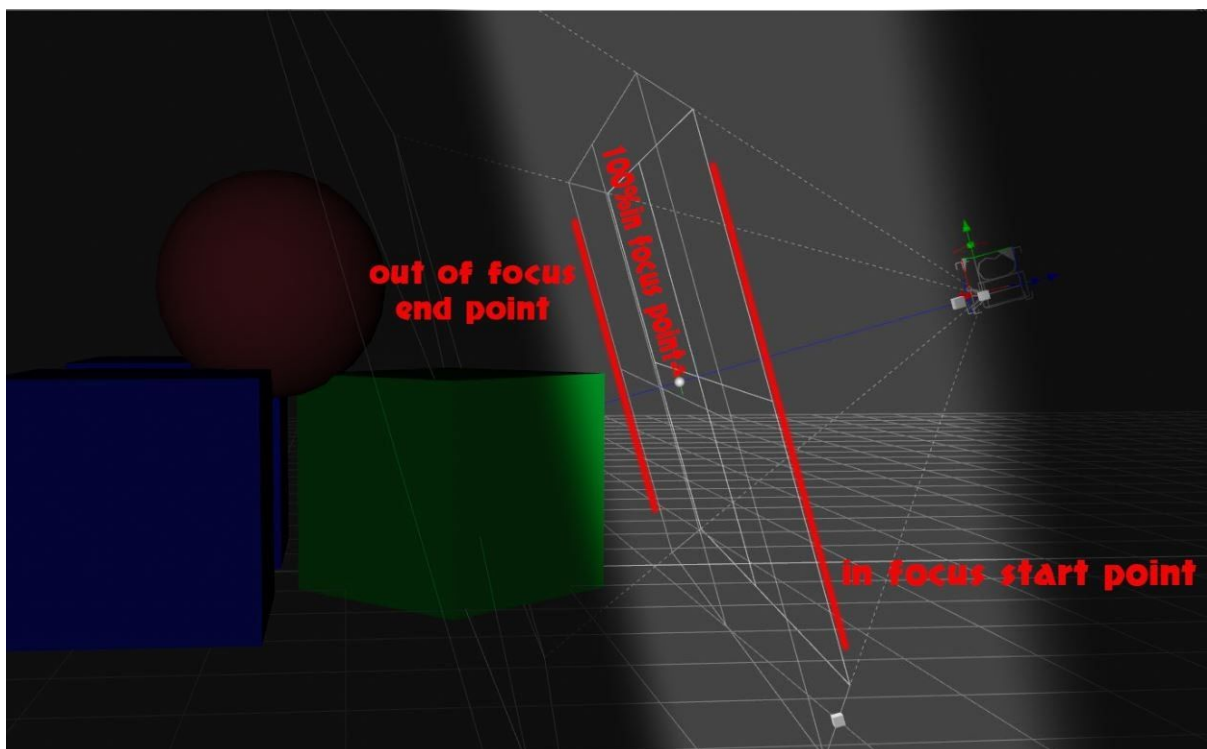 100% in focus point
out of focus
end point
in focus start point